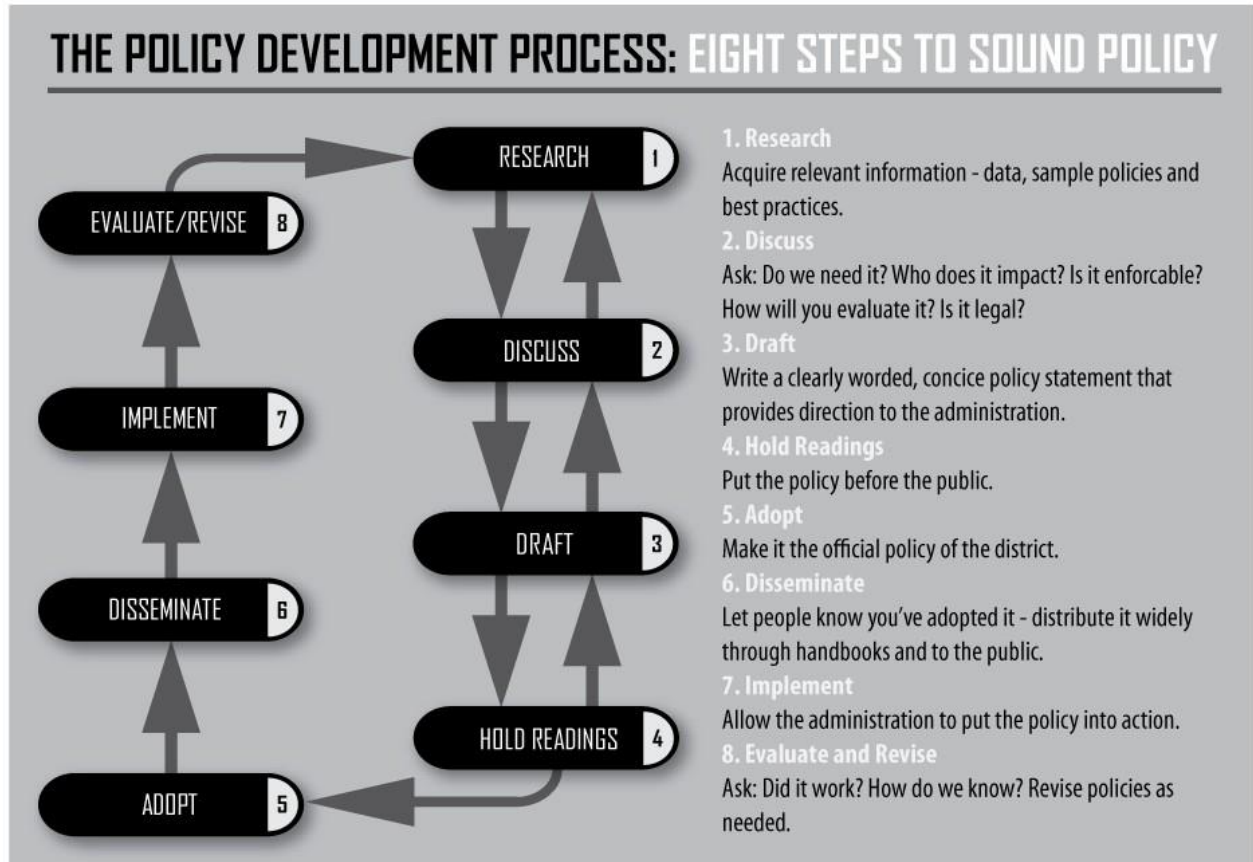 THE POLICY DEVELOPMENT PROCESS: EIGHT STEPS TO SOUND POLICY
RESEARCH 1
DISCUSS 2
DRAFT 3
HOLD READINGS 4
ADOPT 5
DISSEMINATE 6
IMPLEMENT 7
EVALUATE/REVISE 8
1. Research
Acquire relevant information - data, sample policies and
best practices.
2. Discuss
Ask: Do we need it? Who does it impact? Is it enforcable?
How will you evaluate it? Is it legal?
3. Draft
Write a clearly worded, concice policy statement that
provides direction to the administration.
4. Hold Readings
Put the policy before the public.
5. Adopt
Make it the official policy of the district.
6. Disseminate
Let people know you've adopted it - distribute it widely
through handbooks and to the public.
7. Implement
Allow the administration to put the policy into action.
8. Evaluate and Revise
Ask: Did it work? How do we know? Revise policies as
needed.